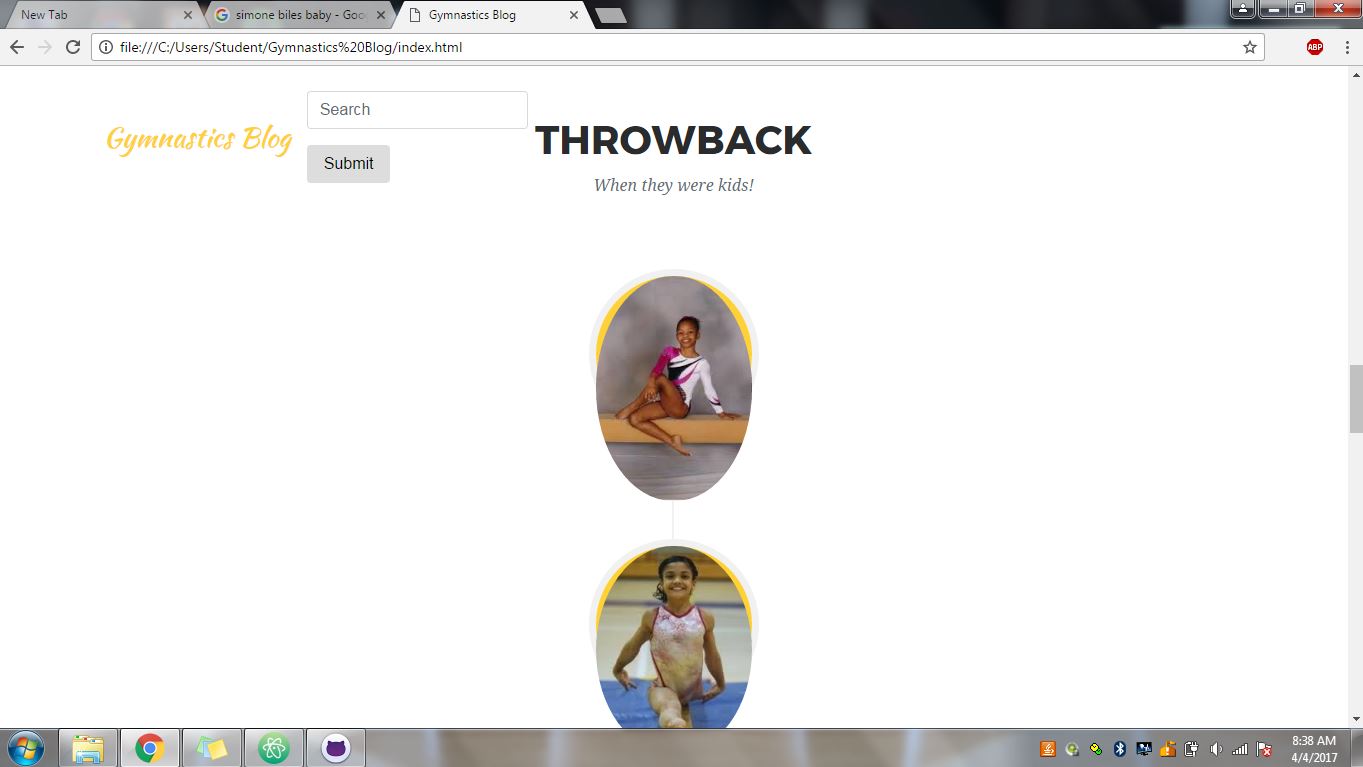 New Tab
simone biles baby - Goo
Gymnastics Blog
file:///C:/Users/Student/Gymnastics%20Blog/index.html
ABP
Search
Gymnastics Blog
THROWBACK
Submit
When they were kids!
8:38 AM
4/4/2017